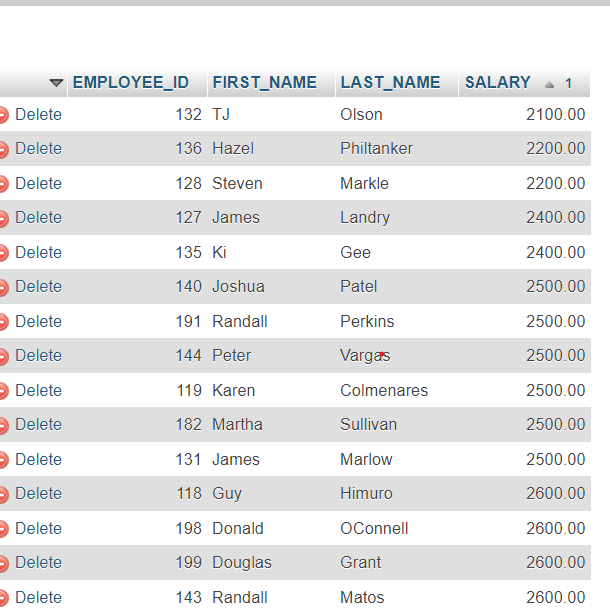 EMPLOYEE_ID FIRST_NAME LAST_NAME SALARY 1
Delete 132 TJ Olson 2100.00
Delete 136 Hazel Philtanker 2200.00
Delete 128 Steven Markle 2200.00
Delete 127 James Landry 2400.00
Delete 135 Ki Gee 2400.00
Delete 140 Joshua Patel 2500.00
Delete 191 Randall Perkins 2500.00
Delete 144 Peter Vargas 2500.00
Delete 119 Karen Colmenares 2500.00
Delete 182 Martha Sullivan 2500.00
Delete 131 James Marlow 2500.00
Delete 118 Guy Himuro 2600.00
Delete 198 Donald OConnell 2600.00
Delete 199 Douglas Grant 2600.00
Delete 143 Randall Matos 2600.00